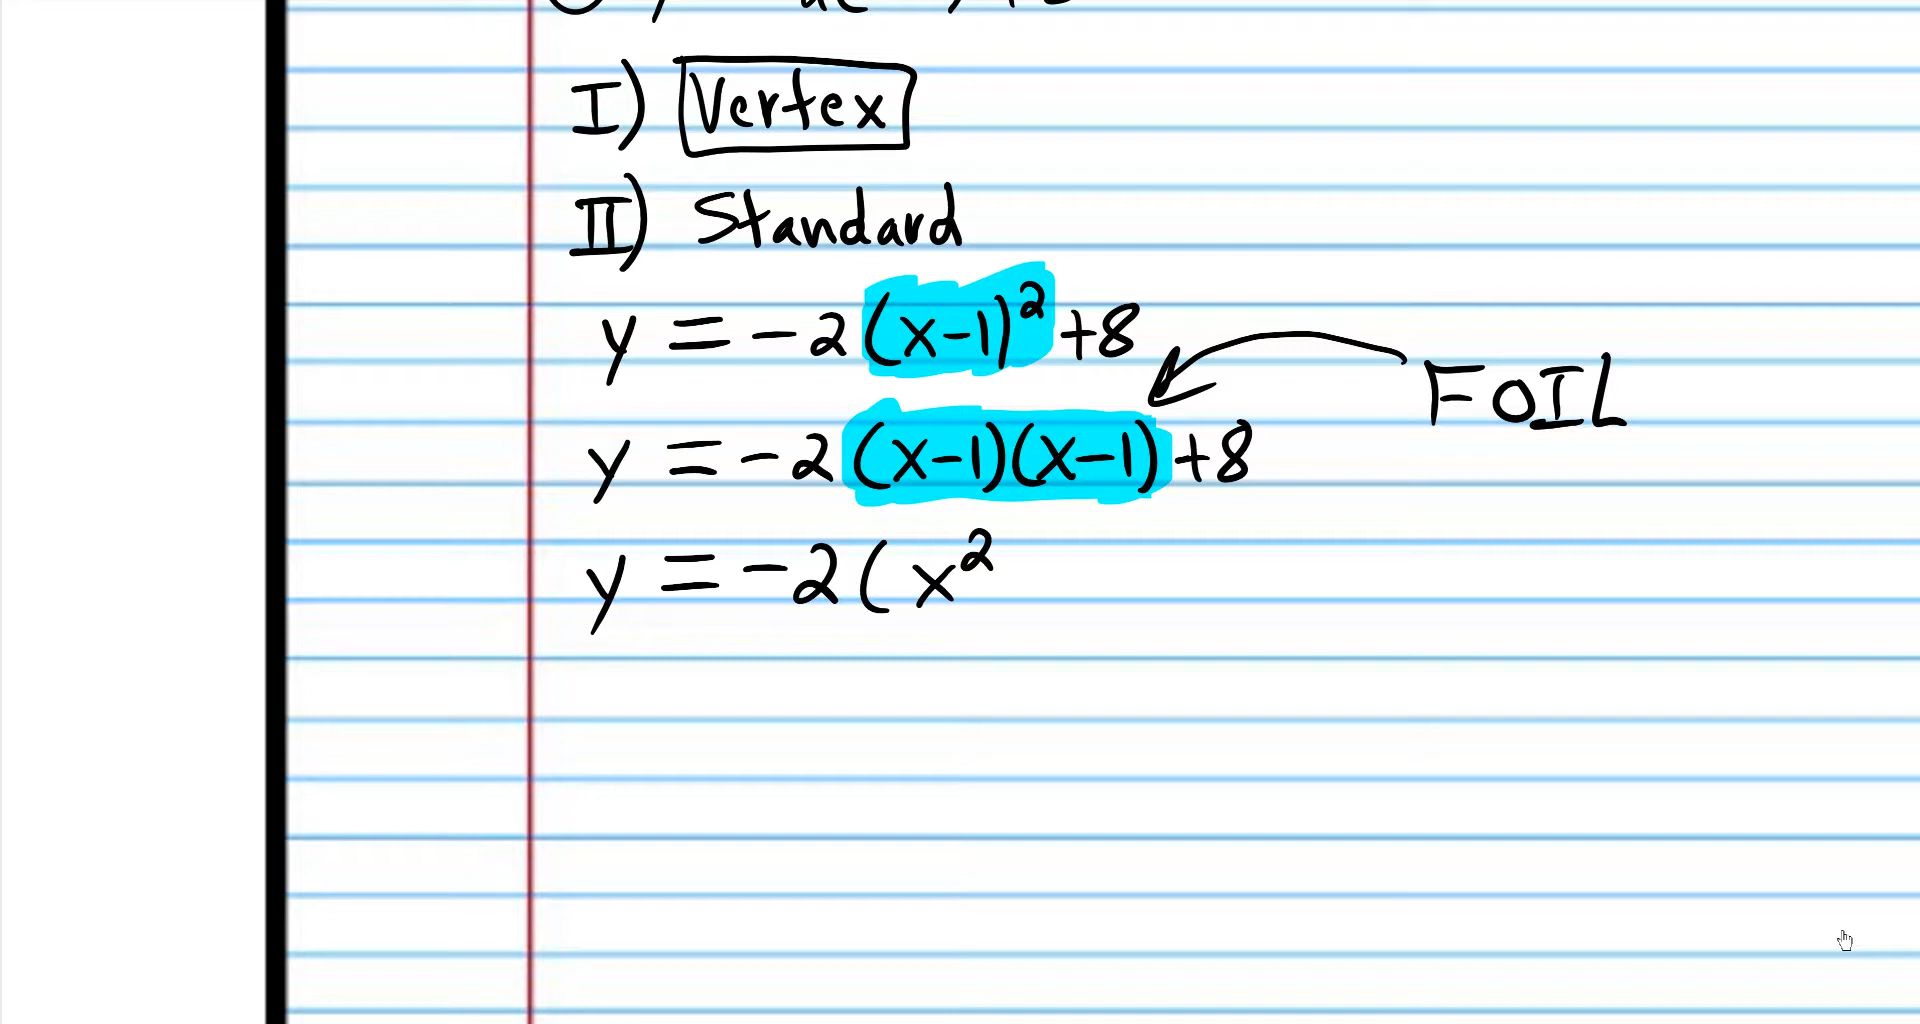 I) Vertex
II) Standard
y = -2(x-1)² +8
FOIL
y = -2(x-1)(x-1) +8
y = -2( x²